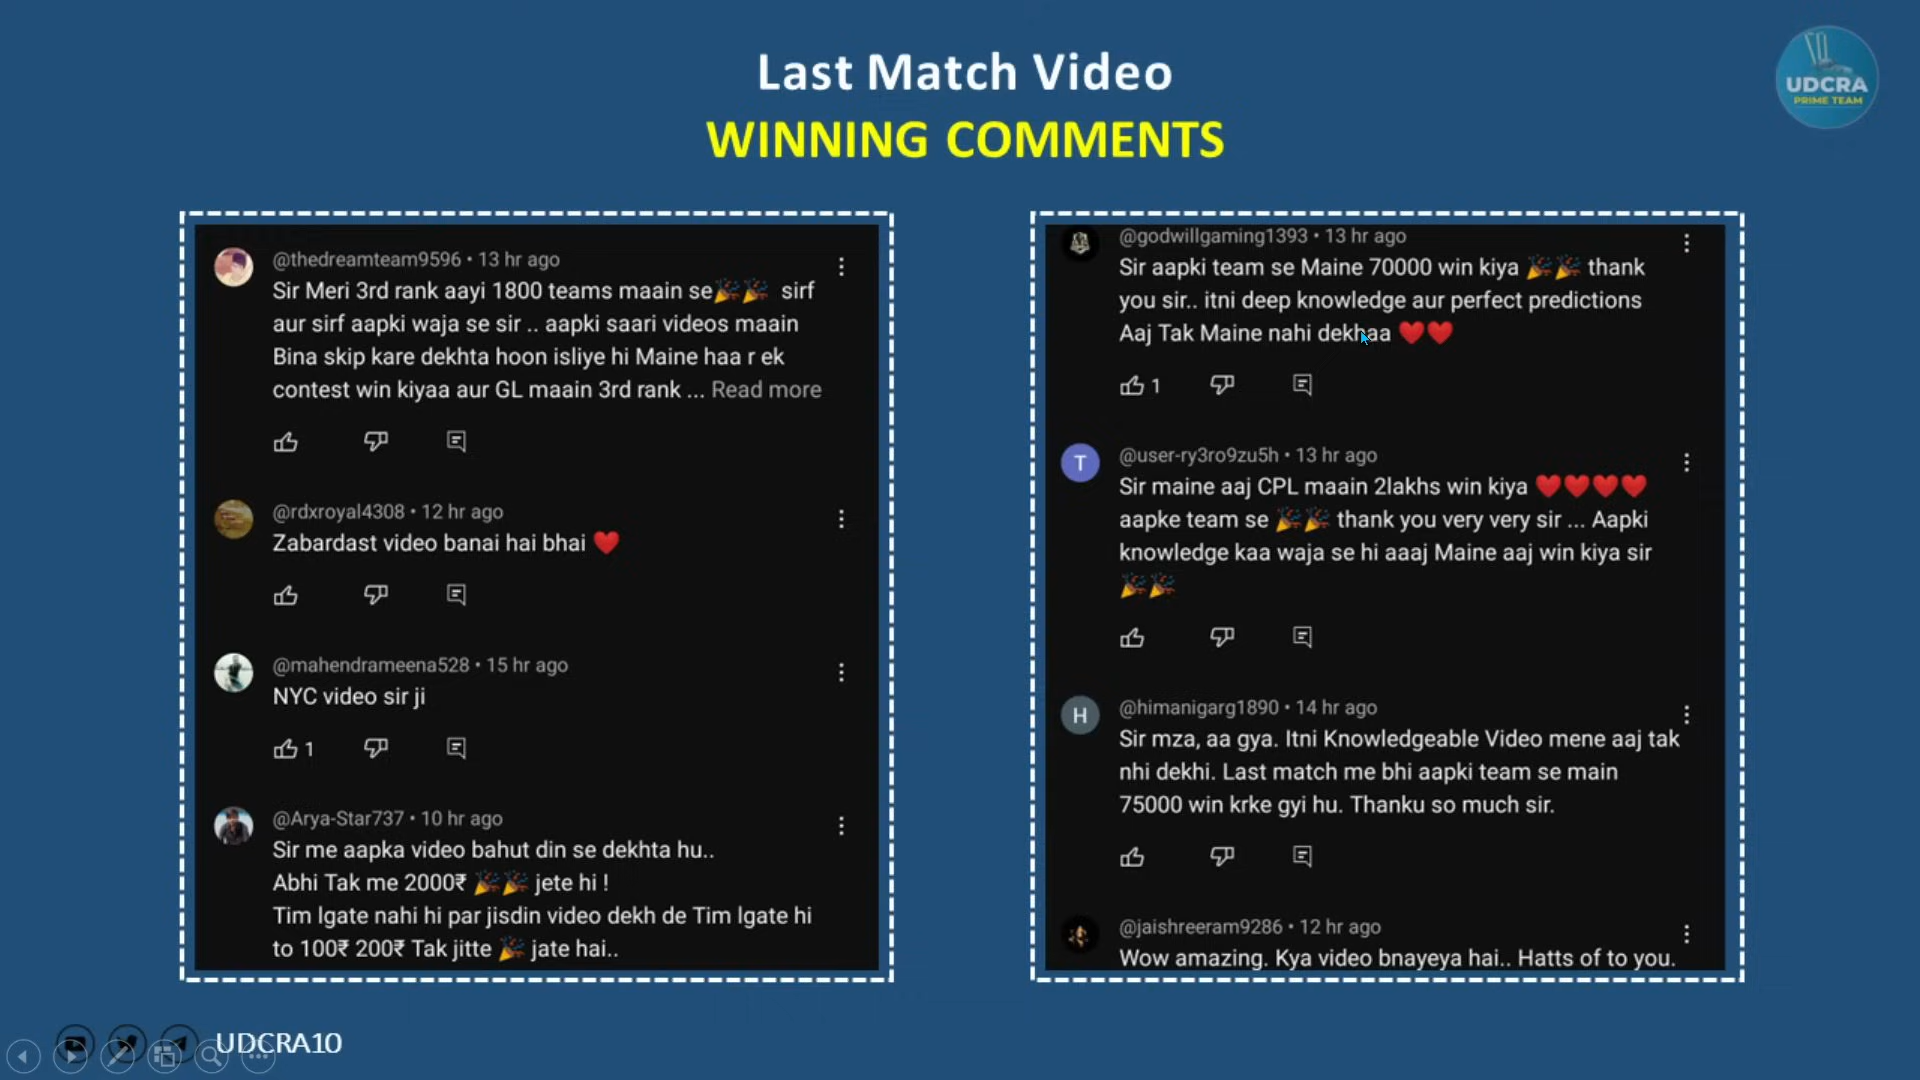 Last Match Video
WINNING COMMENTS
UDCRA
PRIME TEAM
@thedreamteam9596 • 13 hr ago
Sir Meri 3rd rank aayi 1800 teams maain se🎉🎉 sirf
aur sirf aapki waja se sir .. aapki saari videos maain
Bina skip kare dekhta hoon isliye hi Maine haa r ek
contest win kiyaa aur GL maain 3rd rank ... Read more
@rdxroyal4308 • 12 hr ago
Zabardast video banai hai bhai ❤️
@mahendrameena528 • 15 hr ago
NYC video sir ji
1
@Arya-Star737 • 10 hr ago
Sir me aapka video bahut din se dekhta hu..
Abhi Tak me 2000₹ 🎉🎉 jete hi !
Tim lgate nahi hi par jisdin video dekh de Tim lgate hi
to 100₹ 200₹ Tak jitte 🎉 jate hai..
@godwillgaming1393 • 13 hr ago
Sir aapki team se Maine 70000 win kiya 🎉🎉 thank
you sir.. itni deep knowledge aur perfect predictions
Aaj Tak Maine nahi dekhaa ❤️❤️
1
T
@user-ry3ro9zu5h • 13 hr ago
Sir maine aaj CPL maain 2lakhs win kiya ❤️❤️❤️❤️
aapke team se 🎉🎉 thank you very very sir ... Aapki
knowledge kaa waja se hi aaaj Maine aaj win kiya sir
🎉🎉
H
@himanigarg1890 • 14 hr ago
Sir mza, aa gya. Itni Knowledgeable Video mene aaj tak
nhi dekhi. Last match me bhi aapki team se main
75000 win krke gyi hu. Thanku so much sir.
@jaishreeram9286 • 12 hr ago
Wow amazing. Kya video bnayeya hai.. Hatts of to you.
UDCRA10